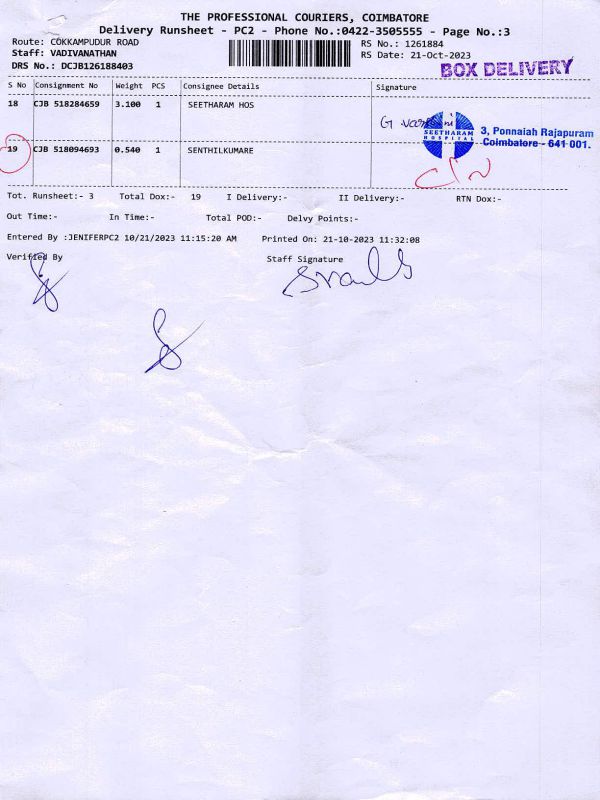 THE PROFESSIONAL COURIERS, COIMBATORE
Delivery Runsheet - PC2 - Phone No.:0422-3505555 - Page No.:3
Route: COKKAMPUDUR ROAD
RS No.: 1261884
Staff: VADIVANATHAN
RS Date: 21-Oct-2023
DRS No.: DCJB126188403
BOX DELIVERY
S No Consignment No Weight PCS Consignee Details Signature
18 CJB 518284659 3.100 1 SEETHARAM HOS
SEETHARAM
HOSPITAL
3, Ponnaiah Rajapuram
Coimbatore - 641 001.
19 CJB 518094693 0.540 1 SENTHILKUMARE
Tot. Runsheet:- 3 Total Dox:- 19 I Delivery:- II Delivery:- RTN Dox:-
Out Time:- In Time:- Total POD:- Delvy Points:-
Entered By :JENIFERPC2 10/21/2023 11:15:20 AM Printed On: 21-10-2023 11:32:08
Verified By Staff Signature